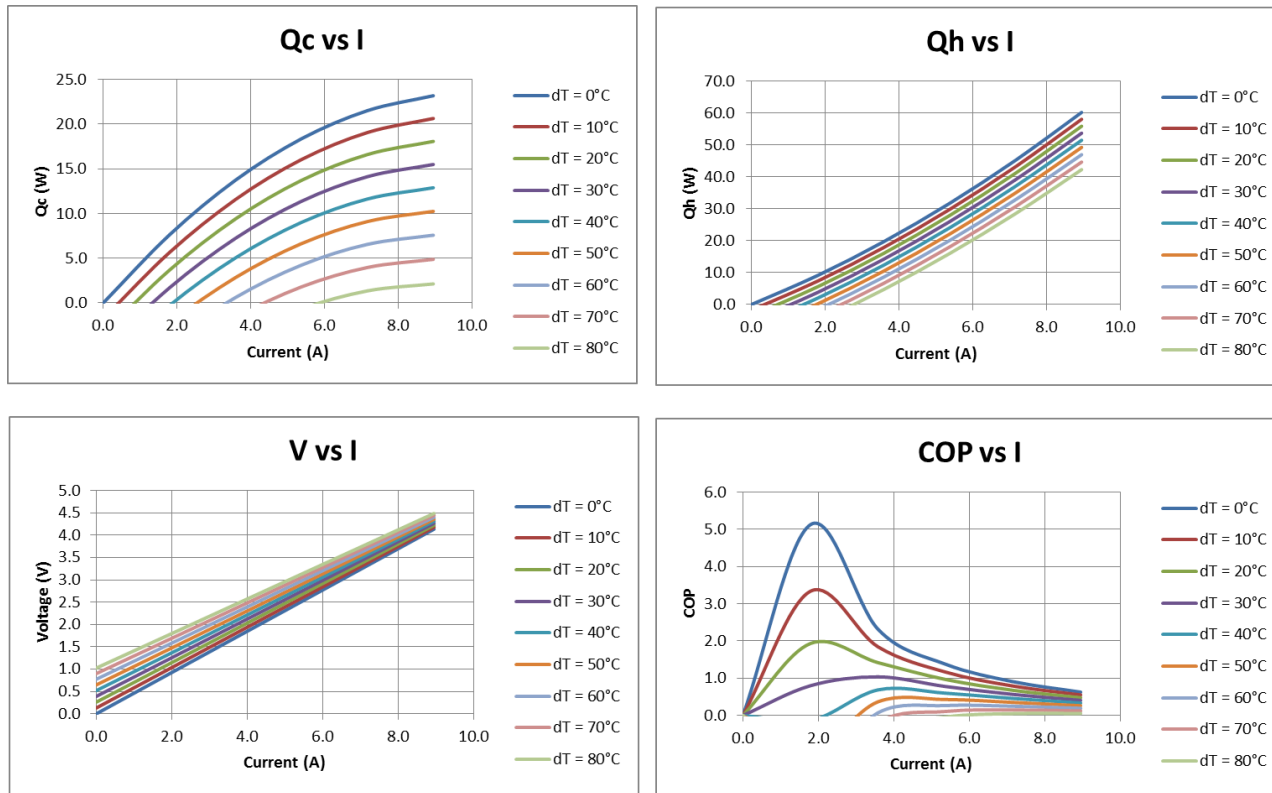 Qc vs I
Qc (W)
25.0
20.0
15.0
10.0
5.0
0.0
0.0 2.0 4.0 6.0 8.0 10.0
Current (A)
dT = 0°C
dT = 10°C
dT = 20°C
dT = 30°C
dT = 40°C
dT = 50°C
dT = 60°C
dT = 70°C
dT = 80°C
Qh vs I
Qh (W)
70.0
60.0
50.0
40.0
30.0
20.0
10.0
0.0
0.0 2.0 4.0 6.0 8.0 10.0
Current (A)
dT = 0°C
dT = 10°C
dT = 20°C
dT = 30°C
dT = 40°C
dT = 50°C
dT = 60°C
dT = 70°C
dT = 80°C
V vs I
Voltage (V)
5.0
4.5
4.0
3.5
3.0
2.5
2.0
1.5
1.0
0.5
0.0
0.0 2.0 4.0 6.0 8.0 10.0
Current (A)
dT = 0°C
dT = 10°C
dT = 20°C
dT = 30°C
dT = 40°C
dT = 50°C
dT = 60°C
dT = 70°C
dT = 80°C
COP vs I
COP
6.0
5.0
4.0
3.0
2.0
1.0
0.0
0.0 2.0 4.0 6.0 8.0 10.0
Current (A)
dT = 0°C
dT = 10°C
dT = 20°C
dT = 30°C
dT = 40°C
dT = 50°C
dT = 60°C
dT = 70°C
dT = 80°C